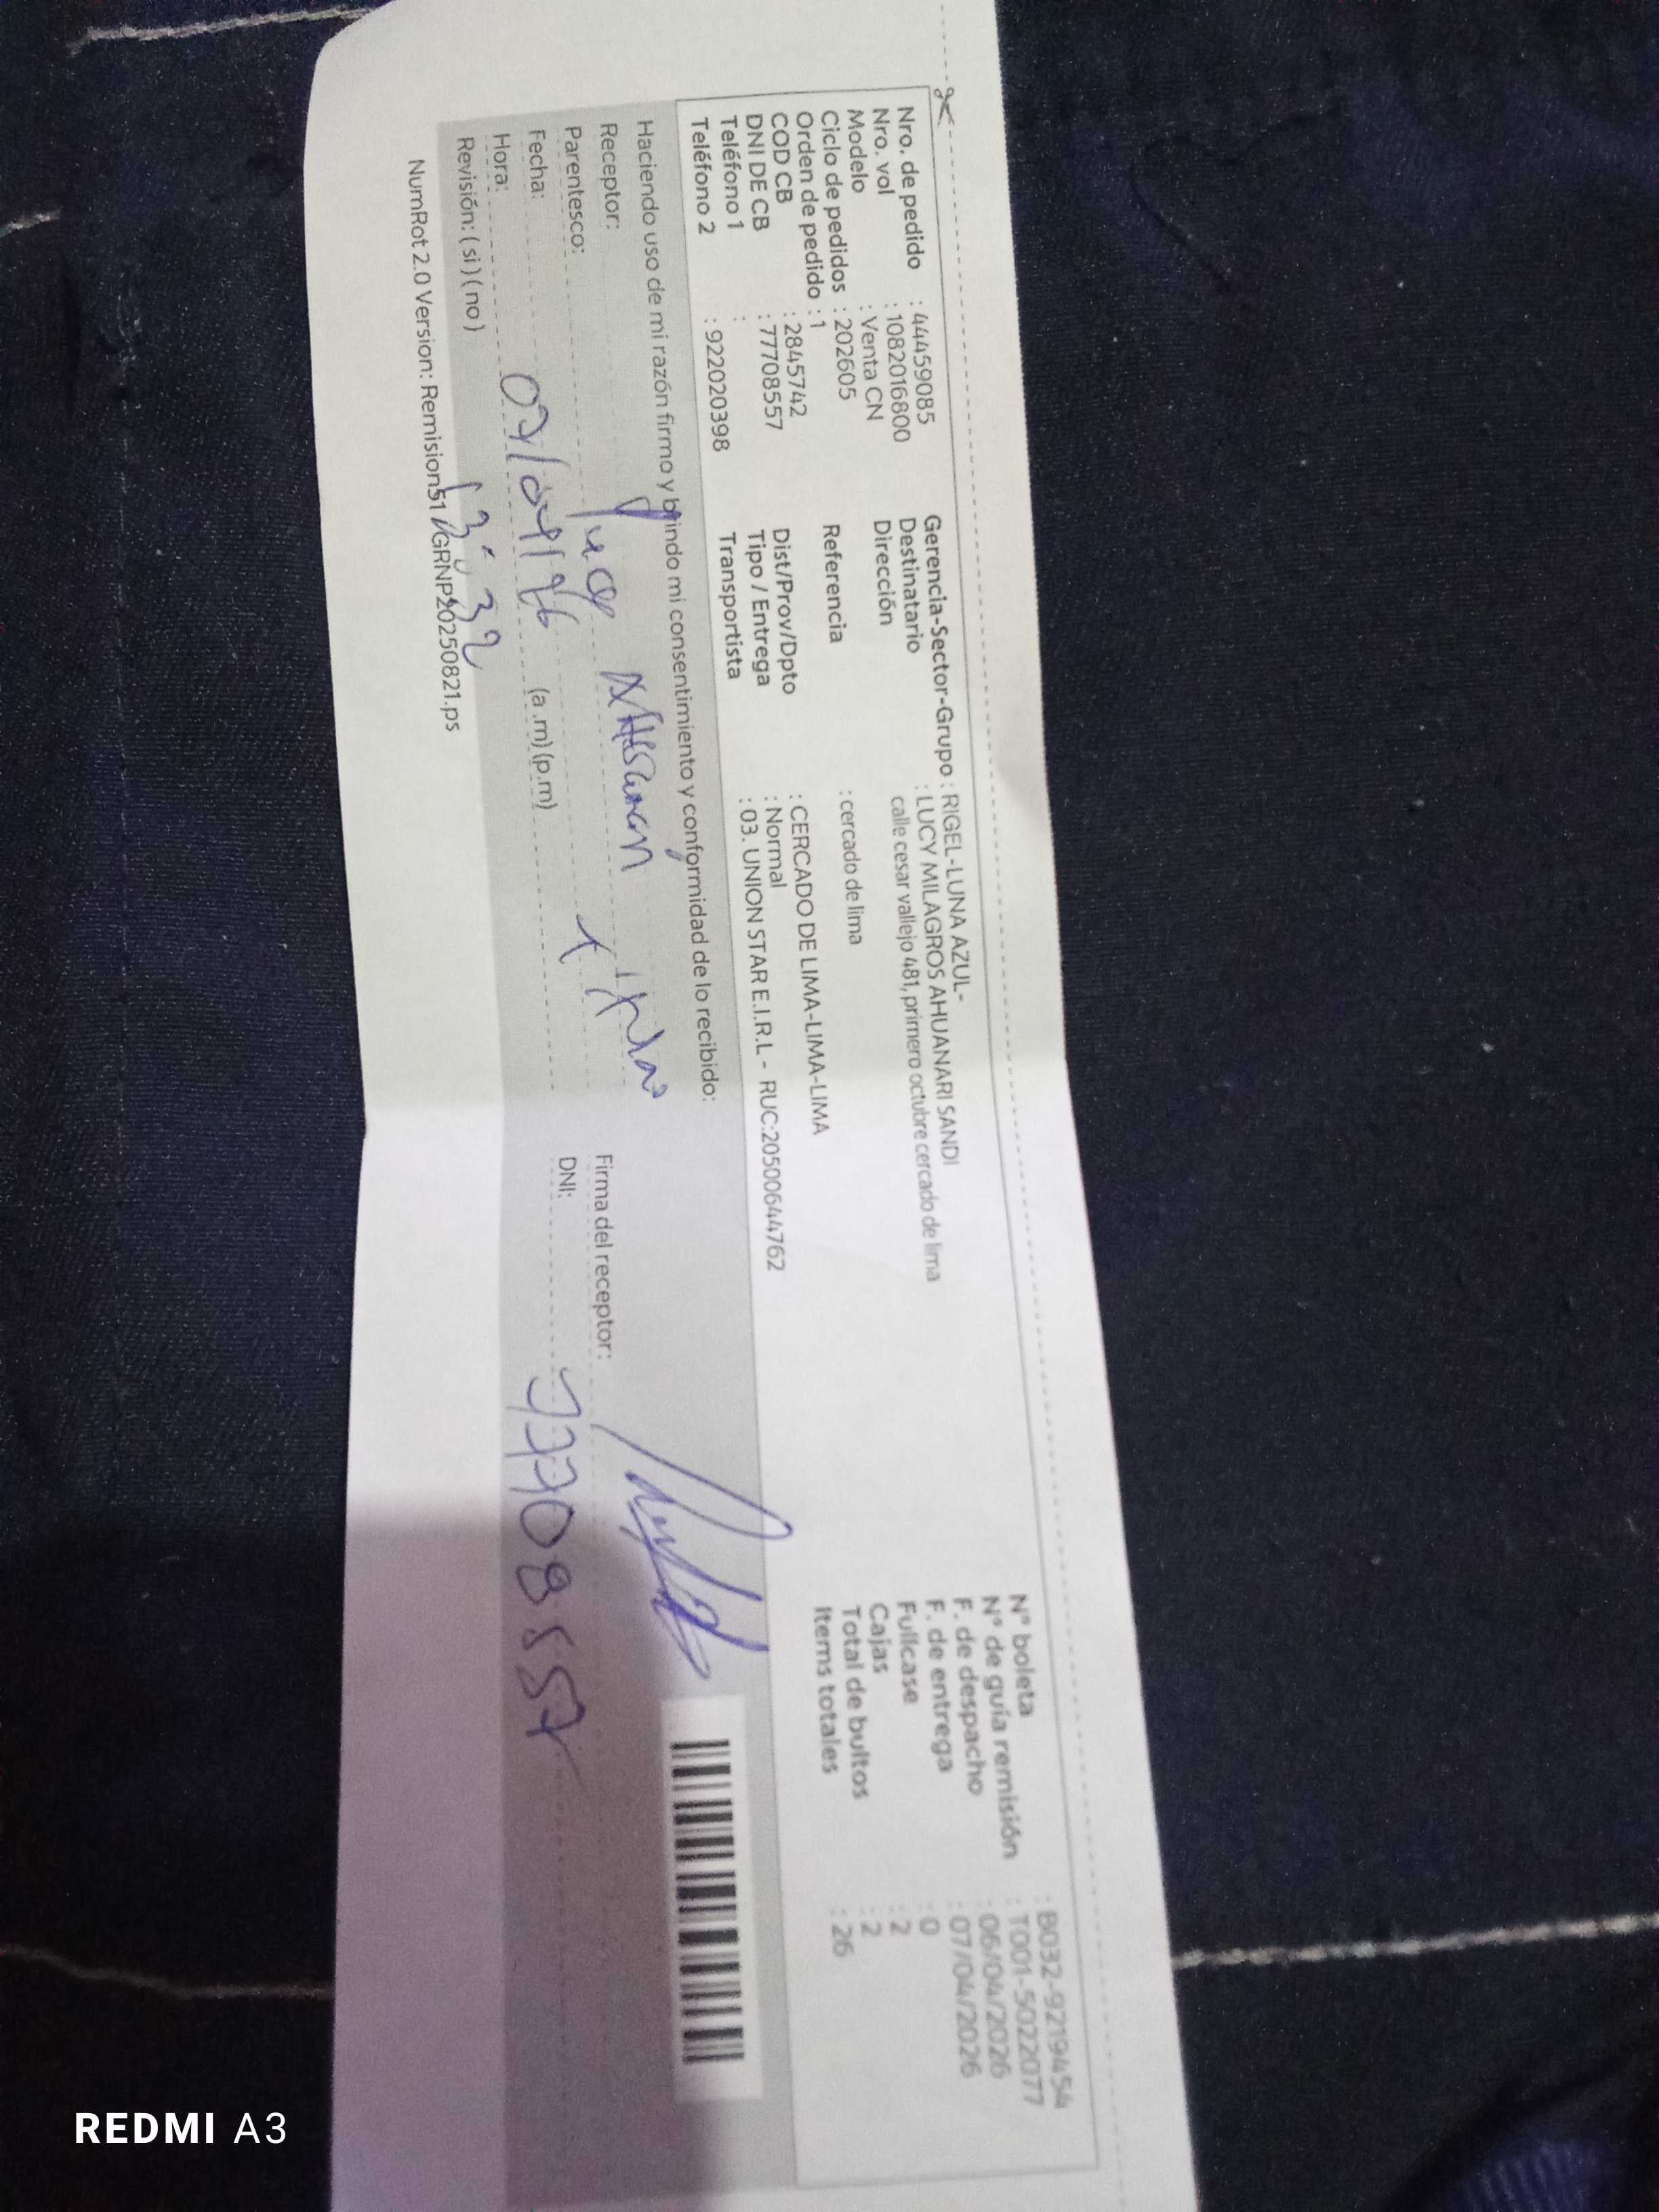 Nro. de pedido : 44459085
Nro. vol : 1082016800
Modelo : Venta CN
Ciclo de pedidos : 202605
Orden de pedido : 1
COD CB : 2845742
DNI DE CB : 77708557
Teléfono 1 :
Teléfono 2 : 922020398
Gerencia-Sector-Grupo : RIGEL-LUNA AZUL-
Destinatario : LUCY MILAGROS AHUANARI SANDI
Dirección calle cesar vallejo 481, primero octubre cercado de lima
Referencia : cercado de lima
Dist/Prov/Dpto : CERCADO DE LIMA-LIMA-LIMA
Tipo / Entrega : Normal
Transportista : 03. UNION STAR E.I.R.L - RUC:20500644762
N° boleta : B032-9219454
N° de guía remisión : T001-5022077
F. de despacho : 06/04/2026
F. de entrega : 07/04/2026
Fullcase : 0
Cajas : 2
Total de bultos : 2
Items totales : 26
Haciendo uso de mi razón firmo y brindo mi consentimiento y conformidad de lo recibido:
Receptor:
Parentesco:
Fecha: 07/04/26
Hora: 13:32 (a.m)(p.m)
Revisión: ( si ) ( no )
Firma del receptor:
DNI: 77708557
NumRot 2.0 Version: Remision51
GRNP20250821.ps
REDMI A3